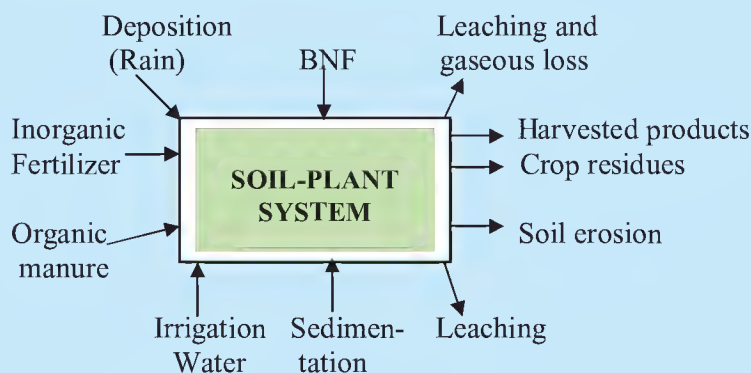 Deposition
(Rain)
BNF
Leaching and
gaseous loss
Inorganic
Fertilizer
Harvested products
Crop residues
SOIL-PLANT
SYSTEM
Organic
manure
Soil erosion
Irrigation
Water
Sedimen-
tation
Leaching